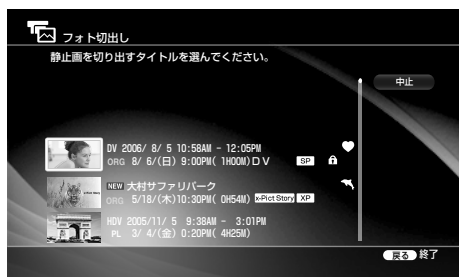 フォト切出し
静止画を切り出すタイトルを選んでください。
中止
DV 2006/ 8/ 5 10:58AM - 12:05PM
ORG 8/ 6/(日) 9:00PM( 1H00M)DV SP
NEW 大村サファリパーク
ORG 5/18/(木)10:30PM( 0H54M) x-Pict Story XP
HDV 2005/11/ 5 9:38AM - 3:01PM
PL 3/ 4/(金) 0:20PM( 4H25M)
戻る 終了